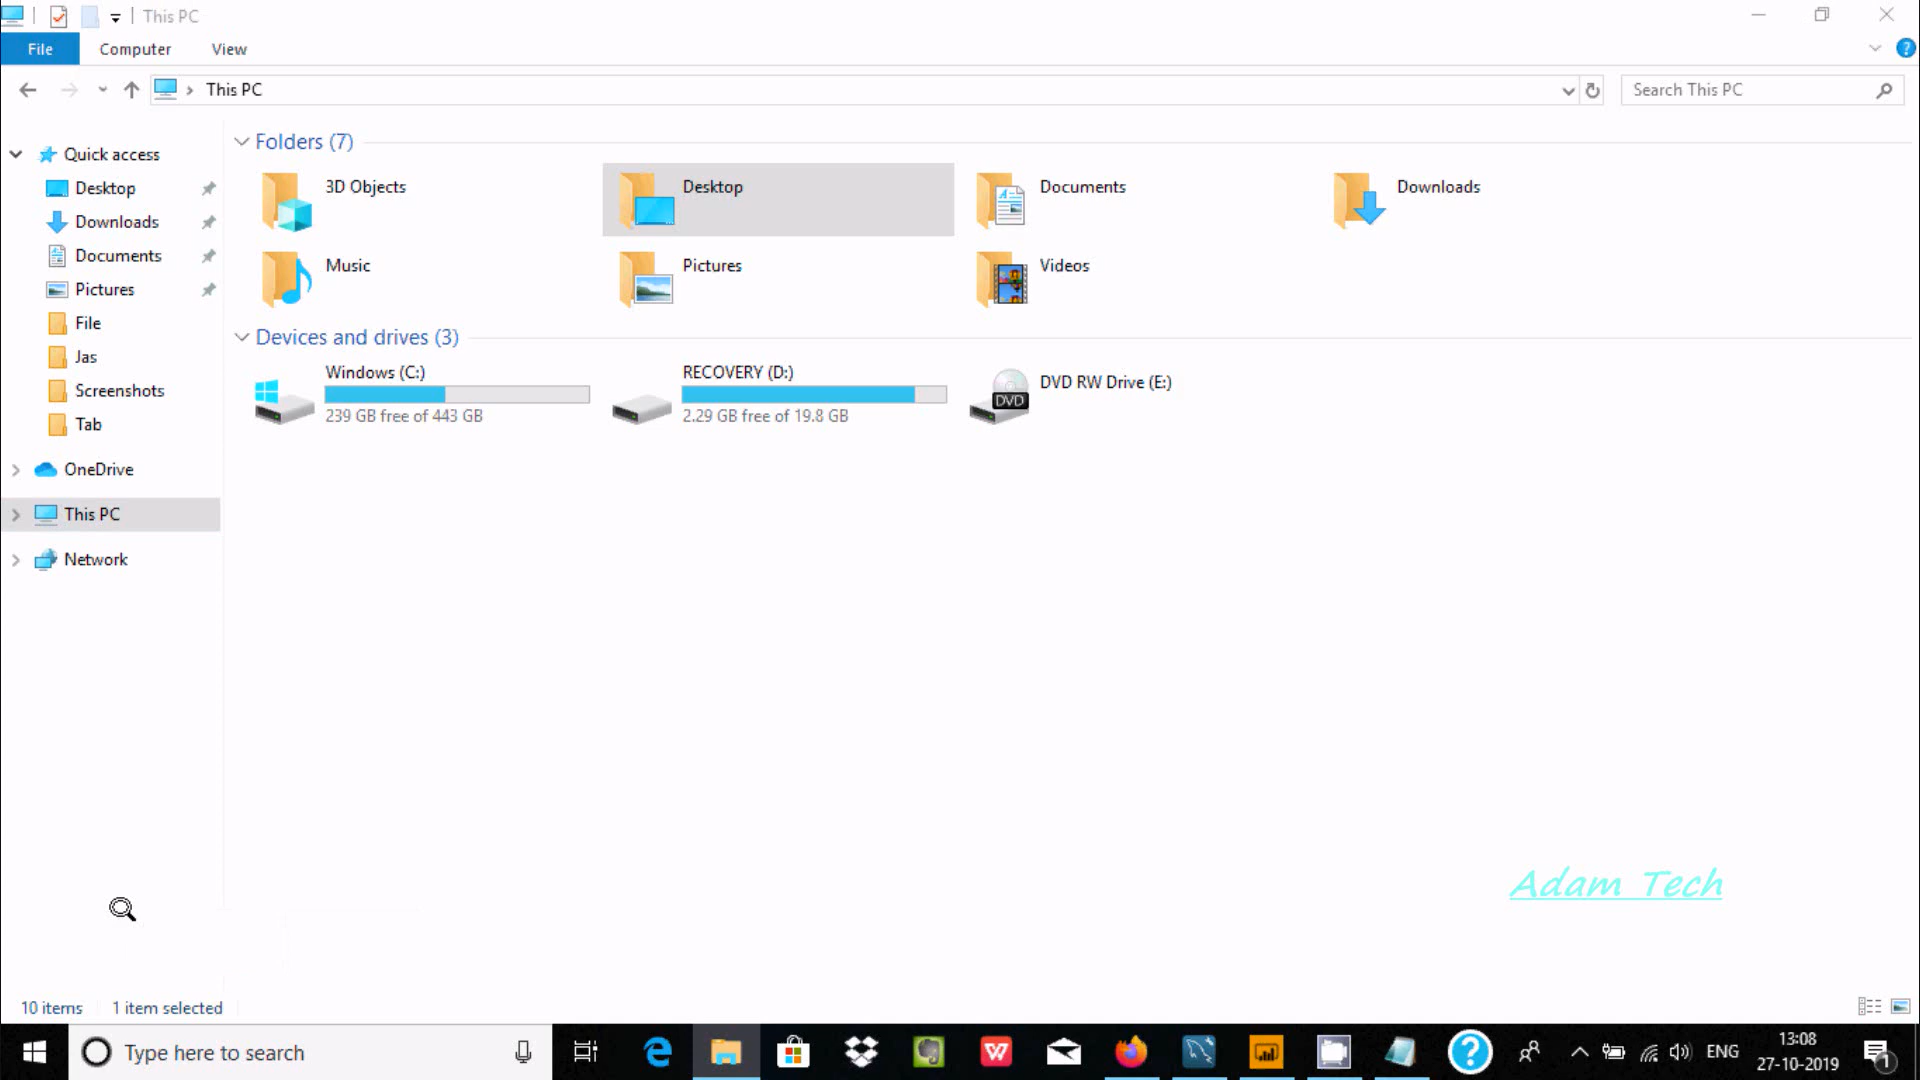 This PC
File Computer View
This PC
Search This PC
Quick access
Desktop
Downloads
Documents
Pictures
File
Jas
Screenshots
Tab
OneDrive
This PC
Network
Folders (7)
3D Objects
Desktop
Documents
Downloads
Music
Pictures
Videos
Devices and drives (3)
Windows (C:)
239 GB free of 443 GB
RECOVERY (D:)
2.29 GB free of 19.8 GB
DVD RW Drive (E:)
DVD
Adam Tech
10 items 1 item selected
Type here to search
ENG
13:08
27-10-2019
1